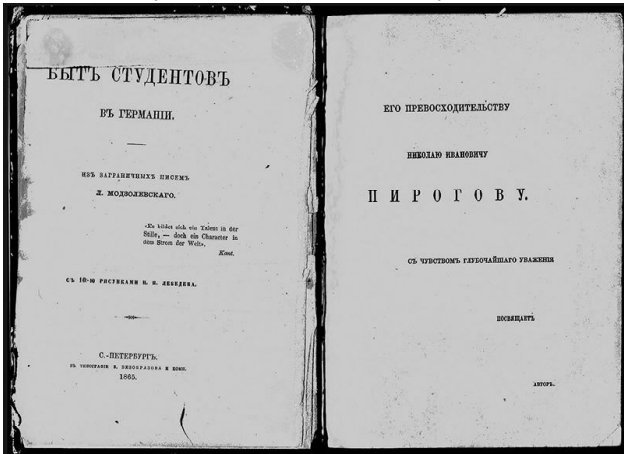 БЫТЪ СТУДЕНТОВЪ
ВЪ ГЕРМАНІИ.
ИЗЪ ЗАГРАНИЧНЫХЪ ПИСЕМЪ
Л. МОДЗОЛЕВСКАГО.
«Es bildet sich ein Talent in der
Stille, — doch ein Character in
dem Strom der Welt».
Kant.
СЪ 10-Ю РИСУНКАМИ Н. И. ЛЕБЕДЕВА.
С.-ПЕТЕРБУРГЪ.
ВЪ ТИПОГРАФІИ В. БЕЗОБРАЗОВА И КОМП.
1865.
ЕГО ПРЕВОСХОДИТЕЛЬСТВУ
НИКОЛАЮ ИВАНОВИЧУ
ПИРОГОВУ.
СЪ ЧУВСТВОМЪ ГЛУБОЧАЙШАГО УВАЖЕНІЯ
ПОСВЯЩАЕТЪ
АВТОРЪ.